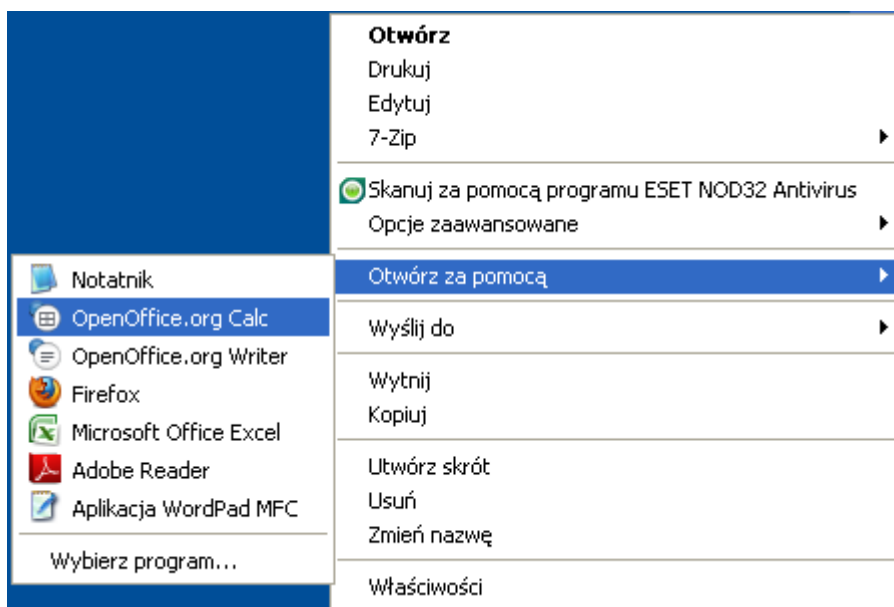 Otwórz
Drukuj
Edytuj
7-Zip
Skanuj za pomocą programu ESET NOD32 Antivirus
Opcje zaawansowane
Otwórz za pomocą
Wyślij do
Wytnij
Kopiuj
Utwórz skrót
Usuń
Zmień nazwę
Właściwości
Notatnik
OpenOffice.org Calc
OpenOffice.org Writer
Firefox
Microsoft Office Excel
Adobe Reader
Aplikacja WordPad MFC
Wybierz program...